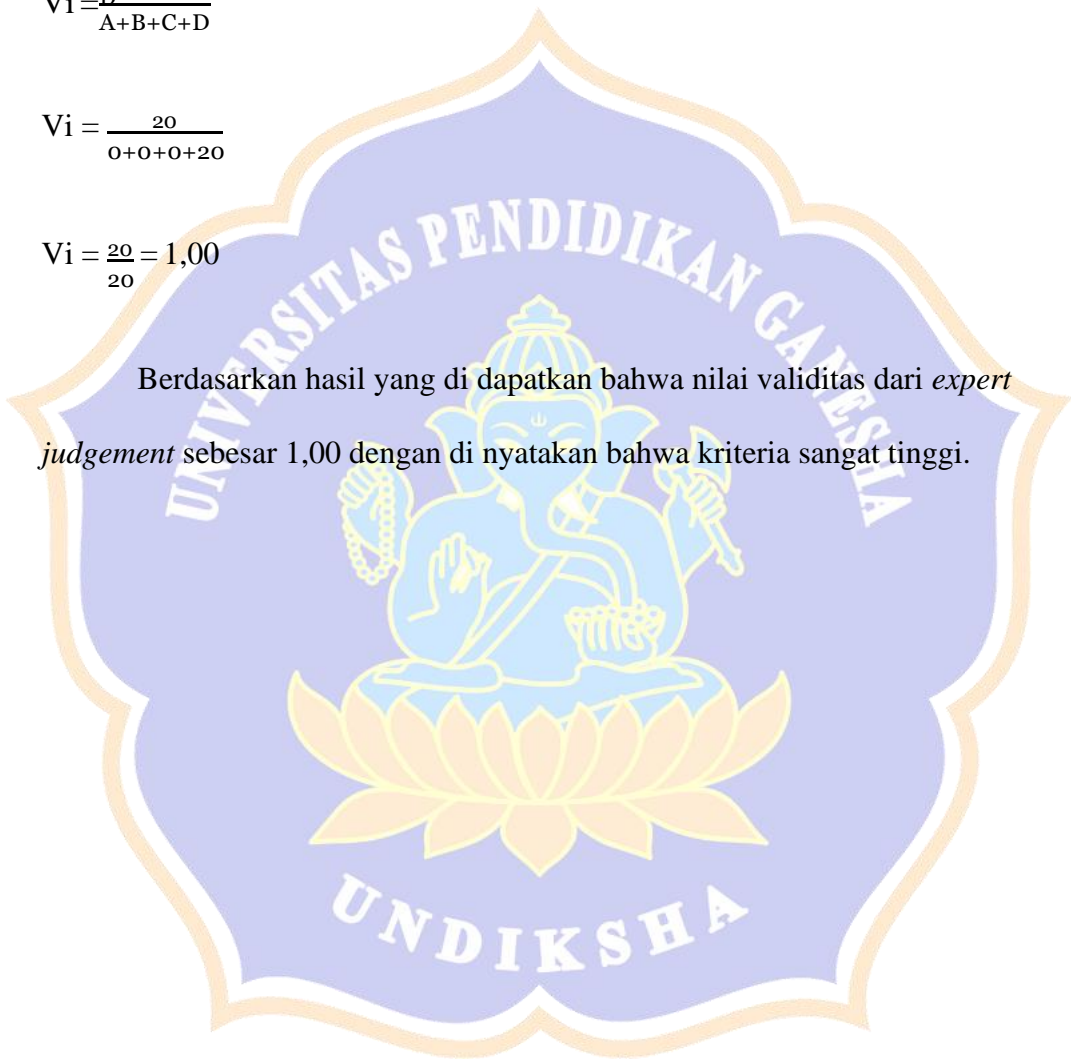 Vi = D / A+B+C+D
Vi = 20 / 0+0+0+20
Vi = 20 / 20 = 1,00
UNIVERSITAS PENDIDIKAN GANESHA
Berdasarkan hasil yang di dapatkan bahwa nilai validitas dari expert
judgement sebesar 1,00 dengan di nyatakan bahwa kriteria sangat tinggi.
UNDIKSHA